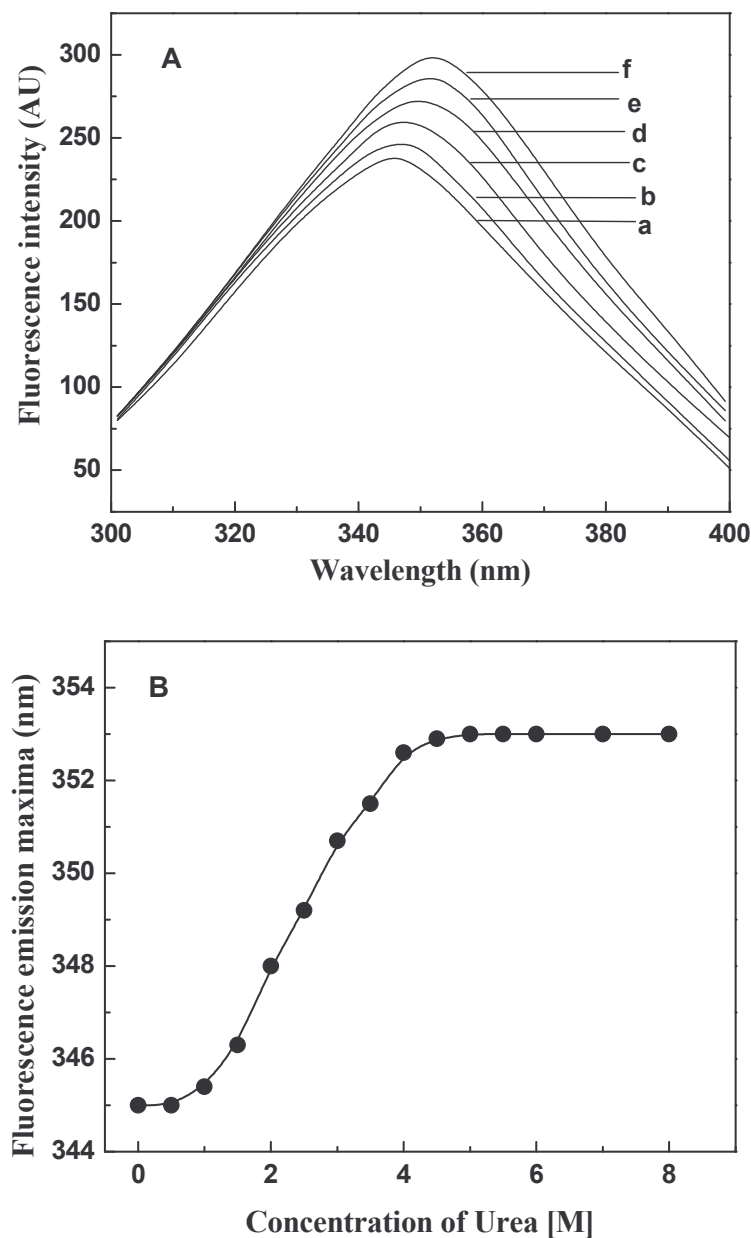 A
Fluorescence intensity (AU)
300
250
200
150
100
50
f
e
d
c
b
a
300 320 340 360 380 400
Wavelength (nm)
B
Fluorescence emission maxima (nm)
354
352
350
348
346
344
0 2 4 6 8
Concentration of Urea [M]